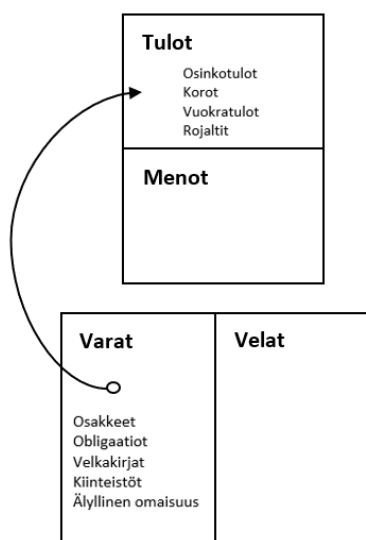 Tulot
Osinkotulot
Korot
Vuokratulot
Rojaltit
Menot
Varat
Velat
Osakkeet
Obligaatiot
Velkakirjat
Kiinteistöt
Älyllinen omaisuus